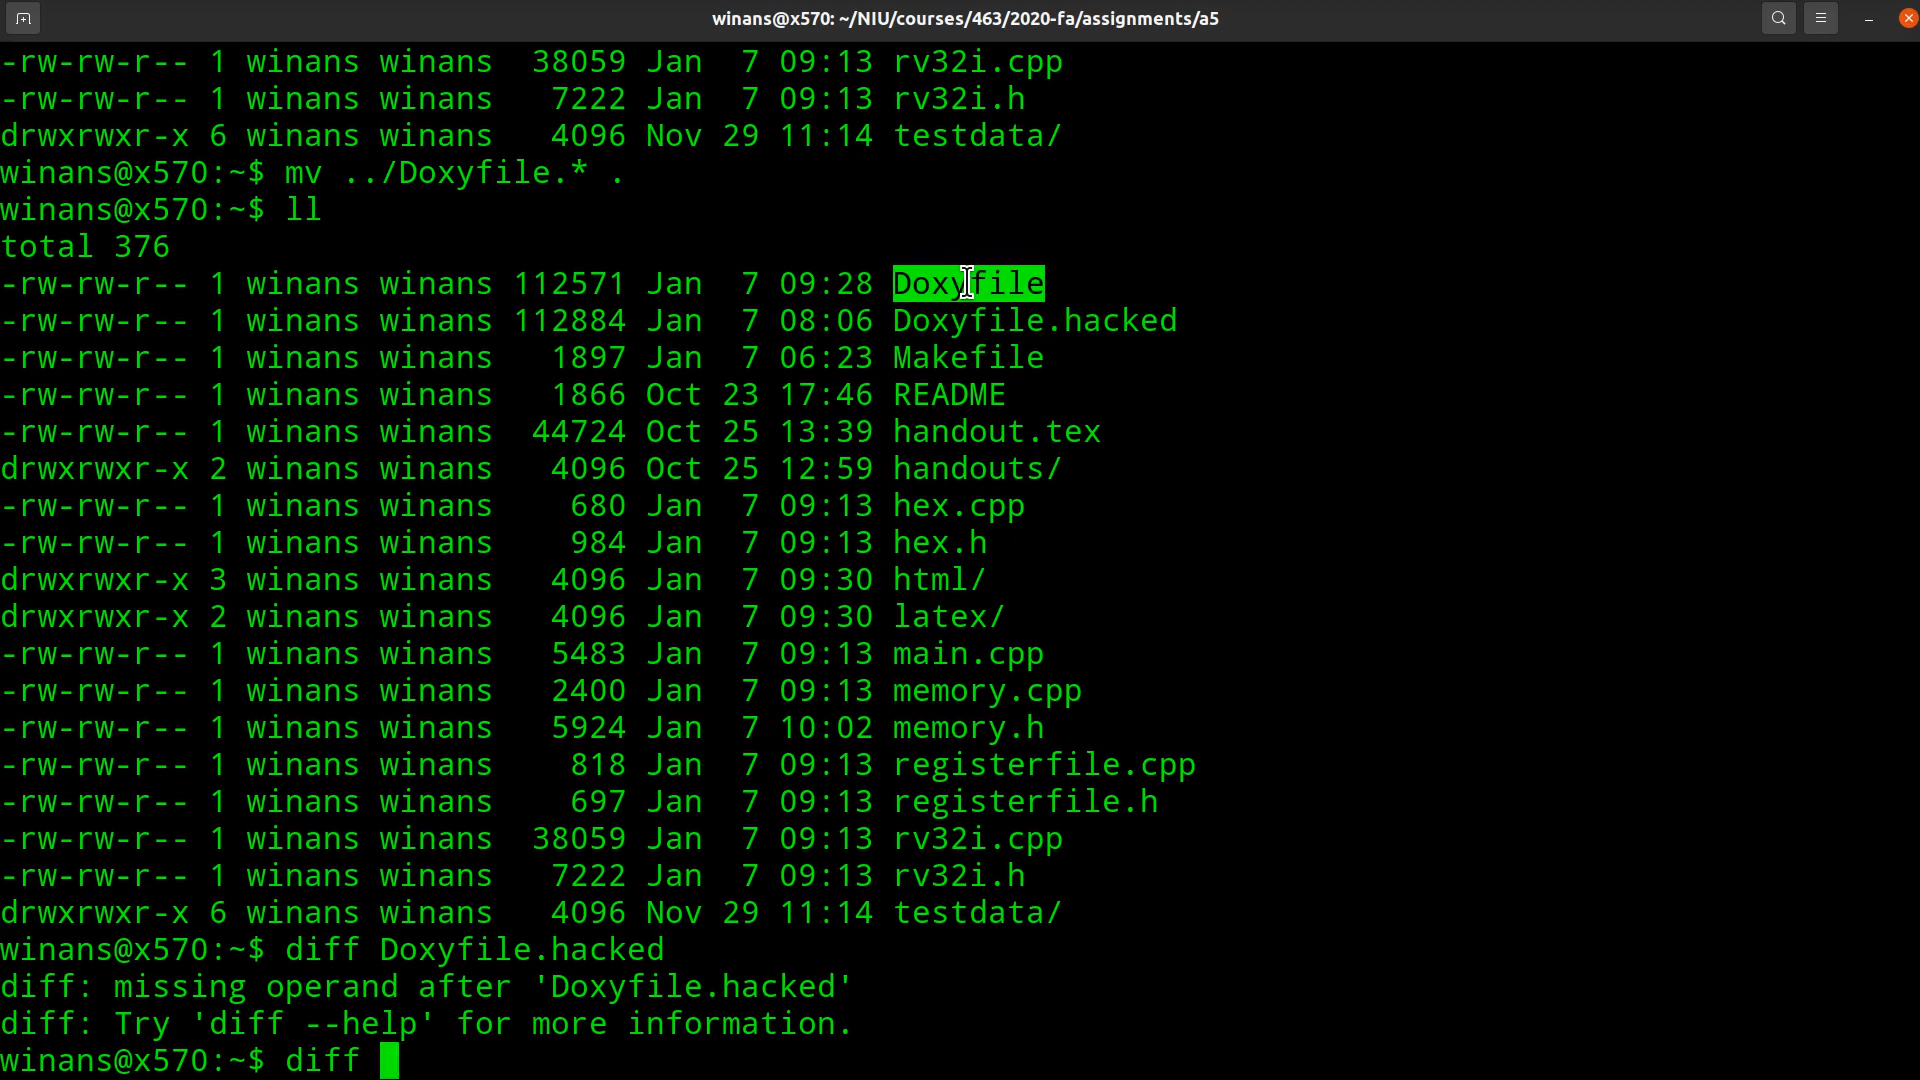 winans@x570: ~/NIU/courses/463/2020-fa/assignments/a5
-rw-rw-r-- 1 winans winans  38059 Jan  7 09:13 rv32i.cpp
-rw-rw-r-- 1 winans winans   7222 Jan  7 09:13 rv32i.h
drwxrwxr-x 6 winans winans   4096 Nov 29 11:14 testdata/
winans@x570:~$ mv ../Doxyfile.* .
winans@x570:~$ ll
total 376
-rw-rw-r-- 1 winans winans 112571 Jan  7 09:28 Doxyfile
-rw-rw-r-- 1 winans winans 112884 Jan  7 08:06 Doxyfile.hacked
-rw-rw-r-- 1 winans winans   1897 Jan  7 06:23 Makefile
-rw-rw-r-- 1 winans winans   1866 Oct 23 17:46 README
-rw-rw-r-- 1 winans winans  44724 Oct 25 13:39 handout.tex
drwxrwxr-x 2 winans winans   4096 Oct 25 12:59 handouts/
-rw-rw-r-- 1 winans winans    680 Jan  7 09:13 hex.cpp
-rw-rw-r-- 1 winans winans    984 Jan  7 09:13 hex.h
drwxrwxr-x 3 winans winans   4096 Jan  7 09:30 html/
drwxrwxr-x 2 winans winans   4096 Jan  7 09:30 latex/
-rw-rw-r-- 1 winans winans   5483 Jan  7 09:13 main.cpp
-rw-rw-r-- 1 winans winans   2400 Jan  7 09:13 memory.cpp
-rw-rw-r-- 1 winans winans   5924 Jan  7 10:02 memory.h
-rw-rw-r-- 1 winans winans    818 Jan  7 09:13 registerfile.cpp
-rw-rw-r-- 1 winans winans    697 Jan  7 09:13 registerfile.h
-rw-rw-r-- 1 winans winans  38059 Jan  7 09:13 rv32i.cpp
-rw-rw-r-- 1 winans winans   7222 Jan  7 09:13 rv32i.h
drwxrwxr-x 6 winans winans   4096 Nov 29 11:14 testdata/
winans@x570:~$ diff Doxyfile.hacked
diff: missing operand after 'Doxyfile.hacked'
diff: Try 'diff --help' for more information.
winans@x570:~$ diff